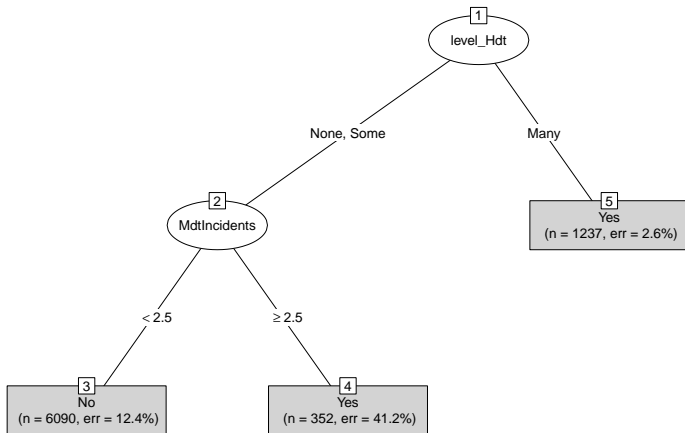 1
level_Hdt
None, Some
Many
2
MdtIncidents
5
Yes
(n = 1237, err = 2.6%)
< 2.5
≥ 2.5
3
No
(n = 6090, err = 12.4%)
4
Yes
(n = 352, err = 41.2%)